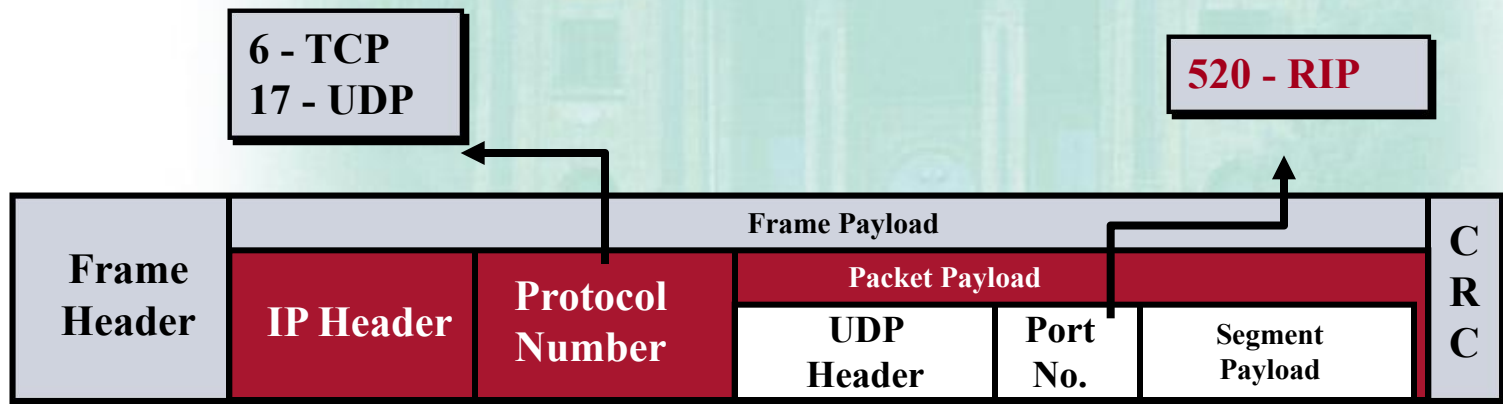 6 - TCP
17 - UDP
520 - RIP
Frame
Header
Frame Payload
C
R
C
IP Header
Protocol
Number
Packet Payload
UDP
Header
Port
No.
Segment
Payload